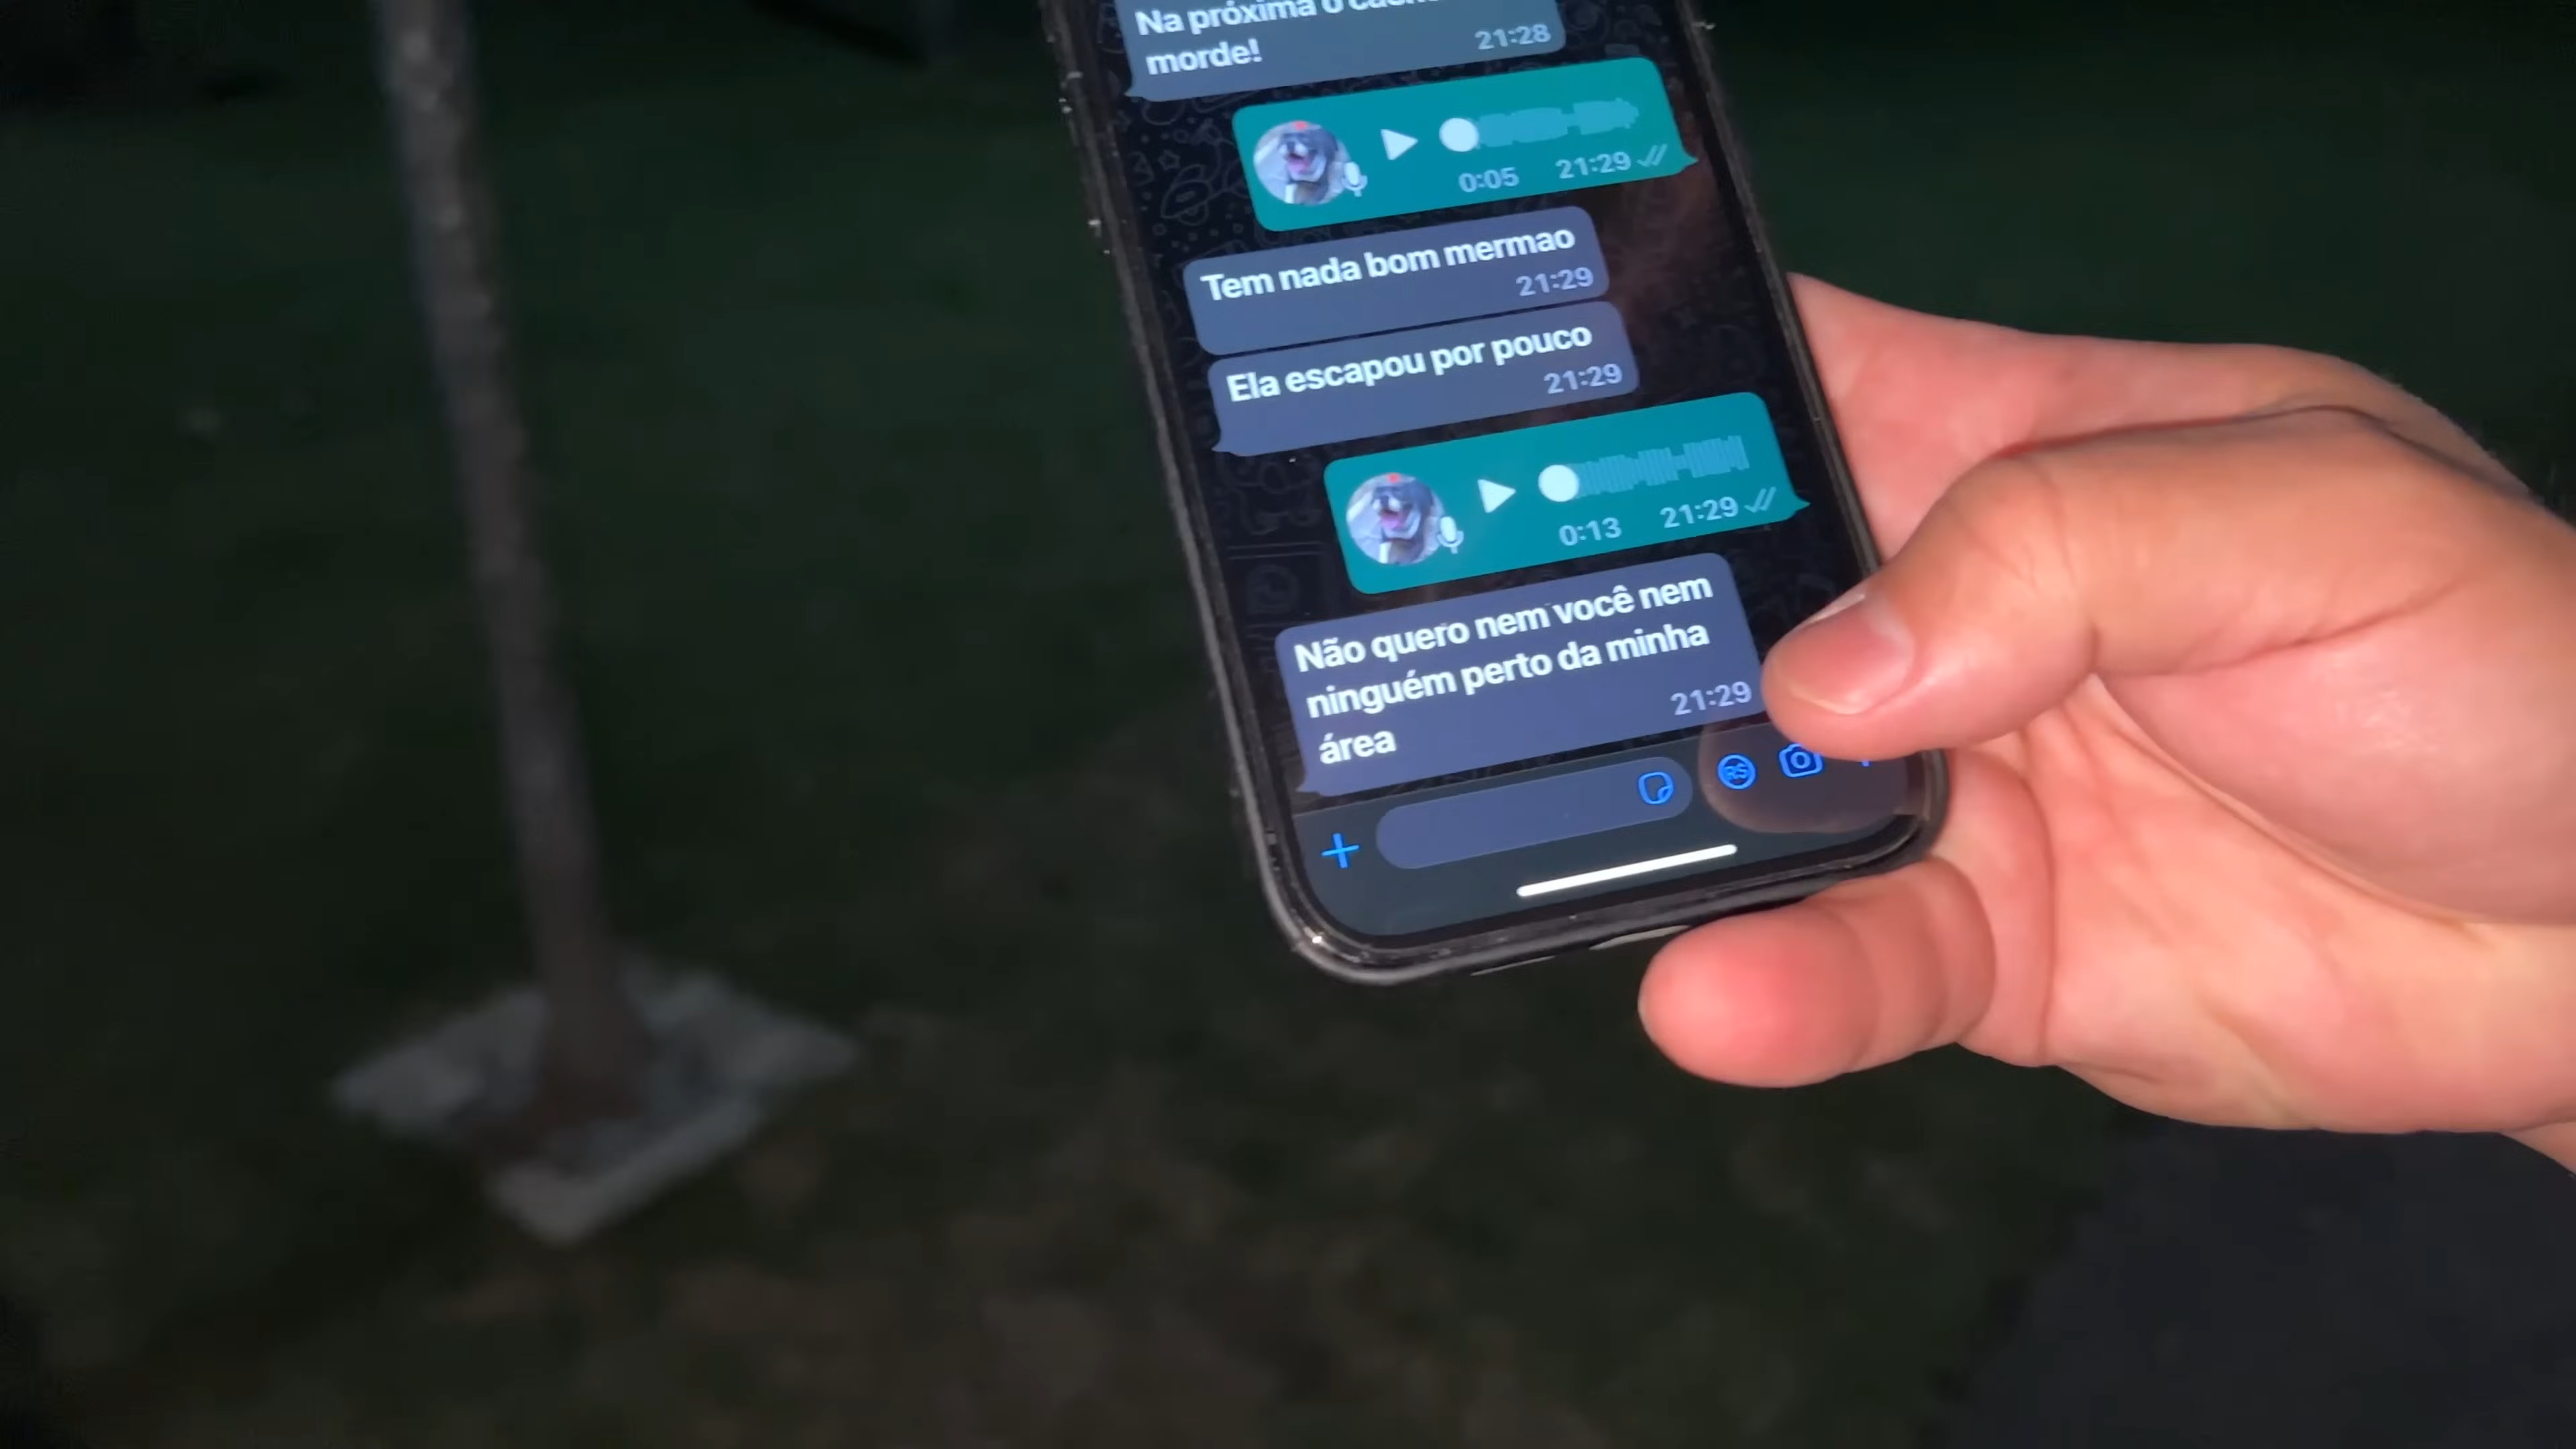 Na próxima o
morde!
21:28
0:05 21:29
Tem nada bom mermao
21:29
Ela escapou por pouco
21:29
0:13 21:29
Não quero nem você nem
ninguém perto da minha
área
21:29
R$